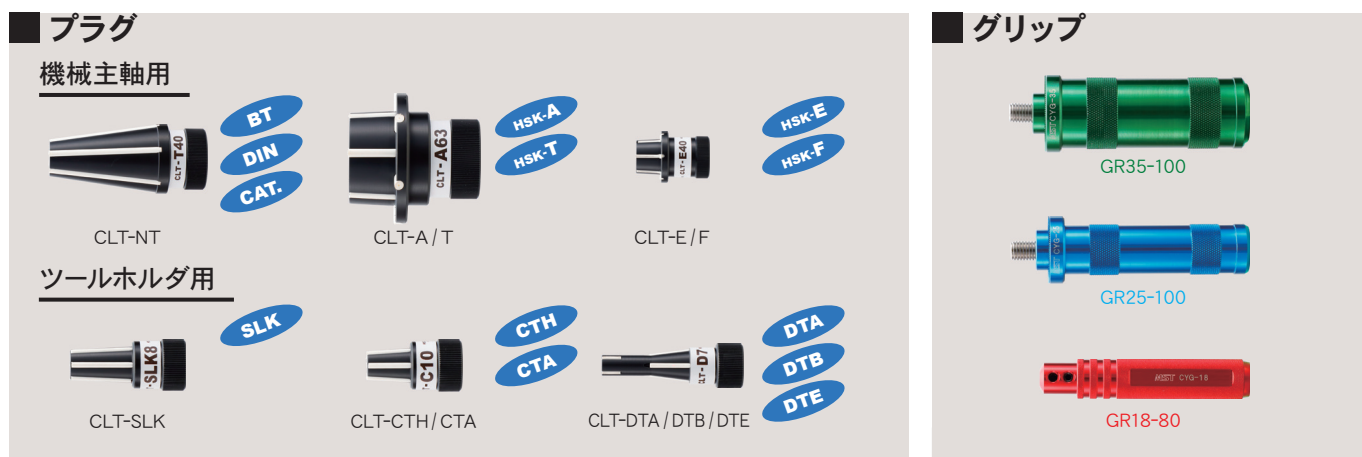 プラグ
機械主軸用
CLT-T40
BT
DIN
CAT.
CLT-NT
CLT-A63
HSK-A
HSK-T
CLT-A/T
CLT-E40
HSK-E
HSK-F
CLT-E/F
ツールホルダ用
-SLK8
SLK
CLT-SLK
-C10
CTH
CTA
CLT-CTH/CTA
CLT-D7
DTA
DTB
DTE
CLT-DTA/DTB/DTE
グリップ
CYG-35
GR35-100
GR25-100
NEST CYG-18
GR18-80